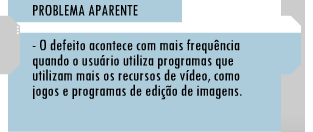 PROBLEMA APARENTE
- O defeito acontece com mais frequência
quando o usuário utiliza programas que
utilizam mais os recursos de vídeo, como
jogos e programas de edição de imagens.